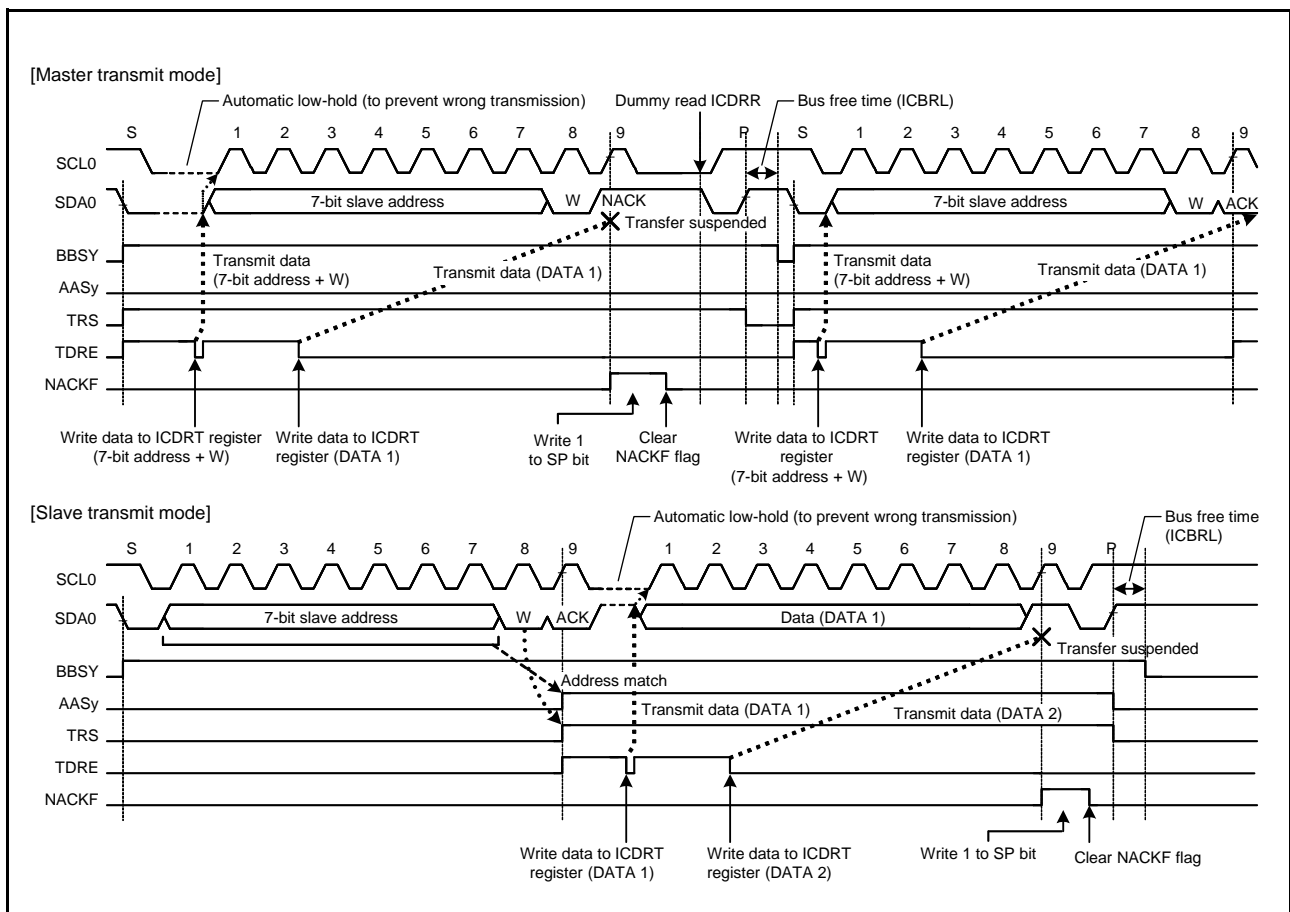 [Master transmit mode]
Automatic low-hold (to prevent wrong transmission)
Dummy read ICDRR
Bus free time (ICBRL)
S 1 2 3 4 5 6 7 8 9 P S 1 2 3 4 5 6 7 8 9
SCL0
SDA0 7-bit slave address W NACK 7-bit slave address W ACK
Transfer suspended
BBSY
Transmit data
(7-bit address + W)
Transmit data (DATA 1)
Transmit data
(7-bit address + W)
Transmit data (DATA 1)
AASy
TRS
TDRE
NACKF
Write data to ICDRT register
(7-bit address + W)
Write data to ICDRT
register (DATA 1)
Write 1
to SP bit
Clear
NACKF flag
Write data to ICDRT
register
(7-bit address + W)
Write data to ICDRT
register (DATA 1)
[Slave transmit mode]
Automatic low-hold (to prevent wrong transmission)
Bus free time
(ICBRL)
S 1 2 3 4 5 6 7 8 9 1 2 3 4 5 6 7 8 9 P
SCL0
SDA0 7-bit slave address W ACK Data (DATA 1)
Transfer suspended
BBSY
Address match
AASy
Transmit data (DATA 1)
Transmit data (DATA 2)
TRS
TDRE
NACKF
Write data to ICDRT
register (DATA 1)
Write data to ICDRT
register (DATA 2)
Write 1 to SP bit
Clear NACKF flag